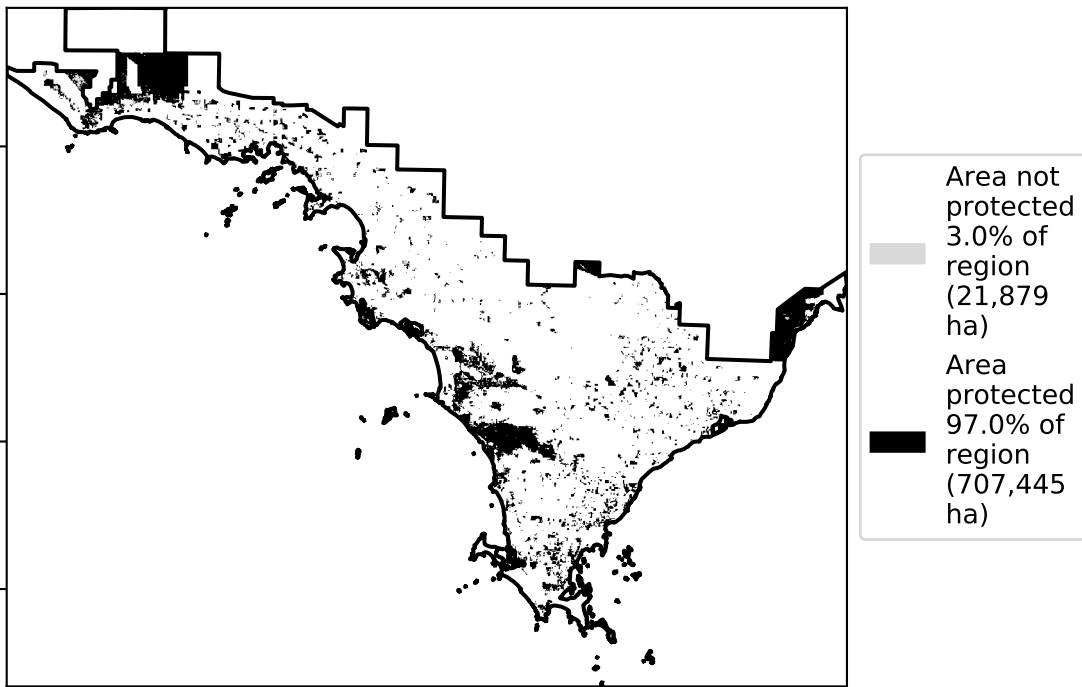 Area not
protected
3.0% of
region
(21,879
ha)
Area
protected
97.0% of
region
(707,445
ha)